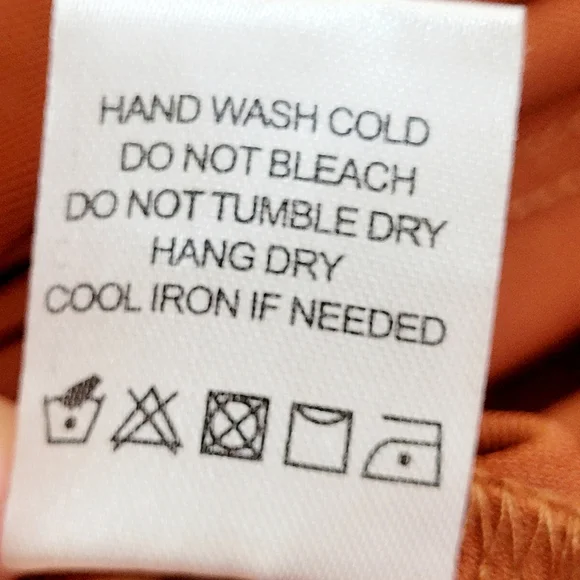 HAND WASH COLD
DO NOT BLEACH
DO NOT TUMBLE DRY
HANG DRY
COOL IRON IF NEEDED